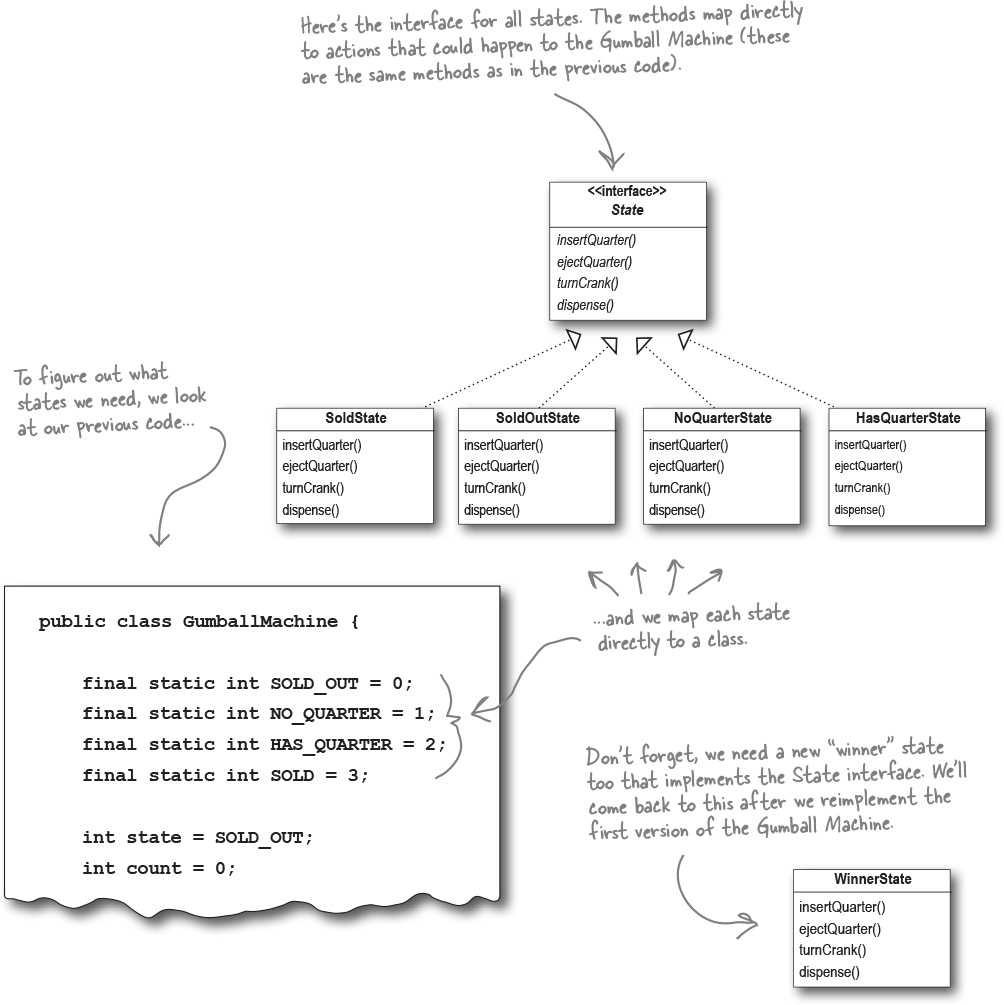 Here's the interface for all states. The methods map directly
to actions that could happen to the Gumball Machine (these
are the same methods as in the previous code).
<<interface>>
State
insertQuarter()
ejectQuarter()
turnCrank()
dispense()
To figure out what
states we need, we look
at our previous code...
SoldState
insertQuarter()
ejectQuarter()
turnCrank()
dispense()
SoldOutState
insertQuarter()
ejectQuarter()
turnCrank()
dispense()
NoQuarterState
insertQuarter()
ejectQuarter()
turnCrank()
dispense()
HasQuarterState
insertQuarter()
ejectQuarter()
turnCrank()
dispense()
...and we map each state
directly to a class.
public class GumballMachine {
final static int SOLD_OUT = 0;
final static int NO_QUARTER = 1;
final static int HAS_QUARTER = 2;
final static int SOLD = 3;
int state = SOLD_OUT;
int count = 0;
Don't forget, we need a new "winner" state
too that implements the State interface. We'll
come back to this after we reimplement the
first version of the Gumball Machine.
WinnerState
insertQuarter()
ejectQuarter()
turnCrank()
dispense()